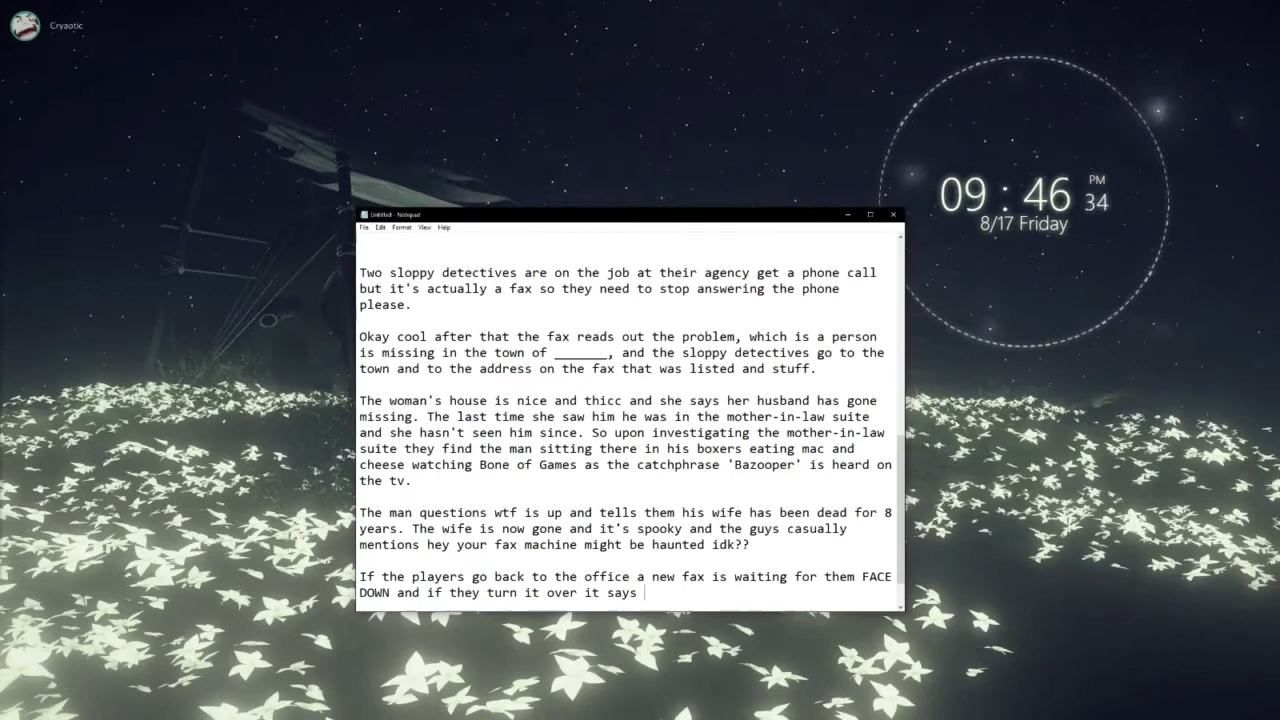 Cryaotic
09 : 46 PM 34
8/17 Friday
Untitled - Notepad
File Edit Format View Help
Two sloppy detectives are on the job at their agency get a phone call
but it's actually a fax so they need to stop answering the phone
please.
Okay cool after that the fax reads out the problem, which is a person
is missing in the town of _______, and the sloppy detectives go to the
town and to the address on the fax that was listed and stuff.
The woman's house is nice and thicc and she says her husband has gone
missing. The last time she saw him he was in the mother-in-law suite
and she hasn't seen him since. So upon investigating the mother-in-law
suite they find the man sitting there in his boxers eating mac and
cheese watching Bone of Games as the catchphrase 'Bazooper' is heard on
the tv.
The man questions wtf is up and tells them his wife has been dead for 8
years. The wife is now gone and it's spooky and the guys casually
mentions hey your fax machine might be haunted idk??
If the players go back to the office a new fax is waiting for them FACE
DOWN and if they turn it over it says